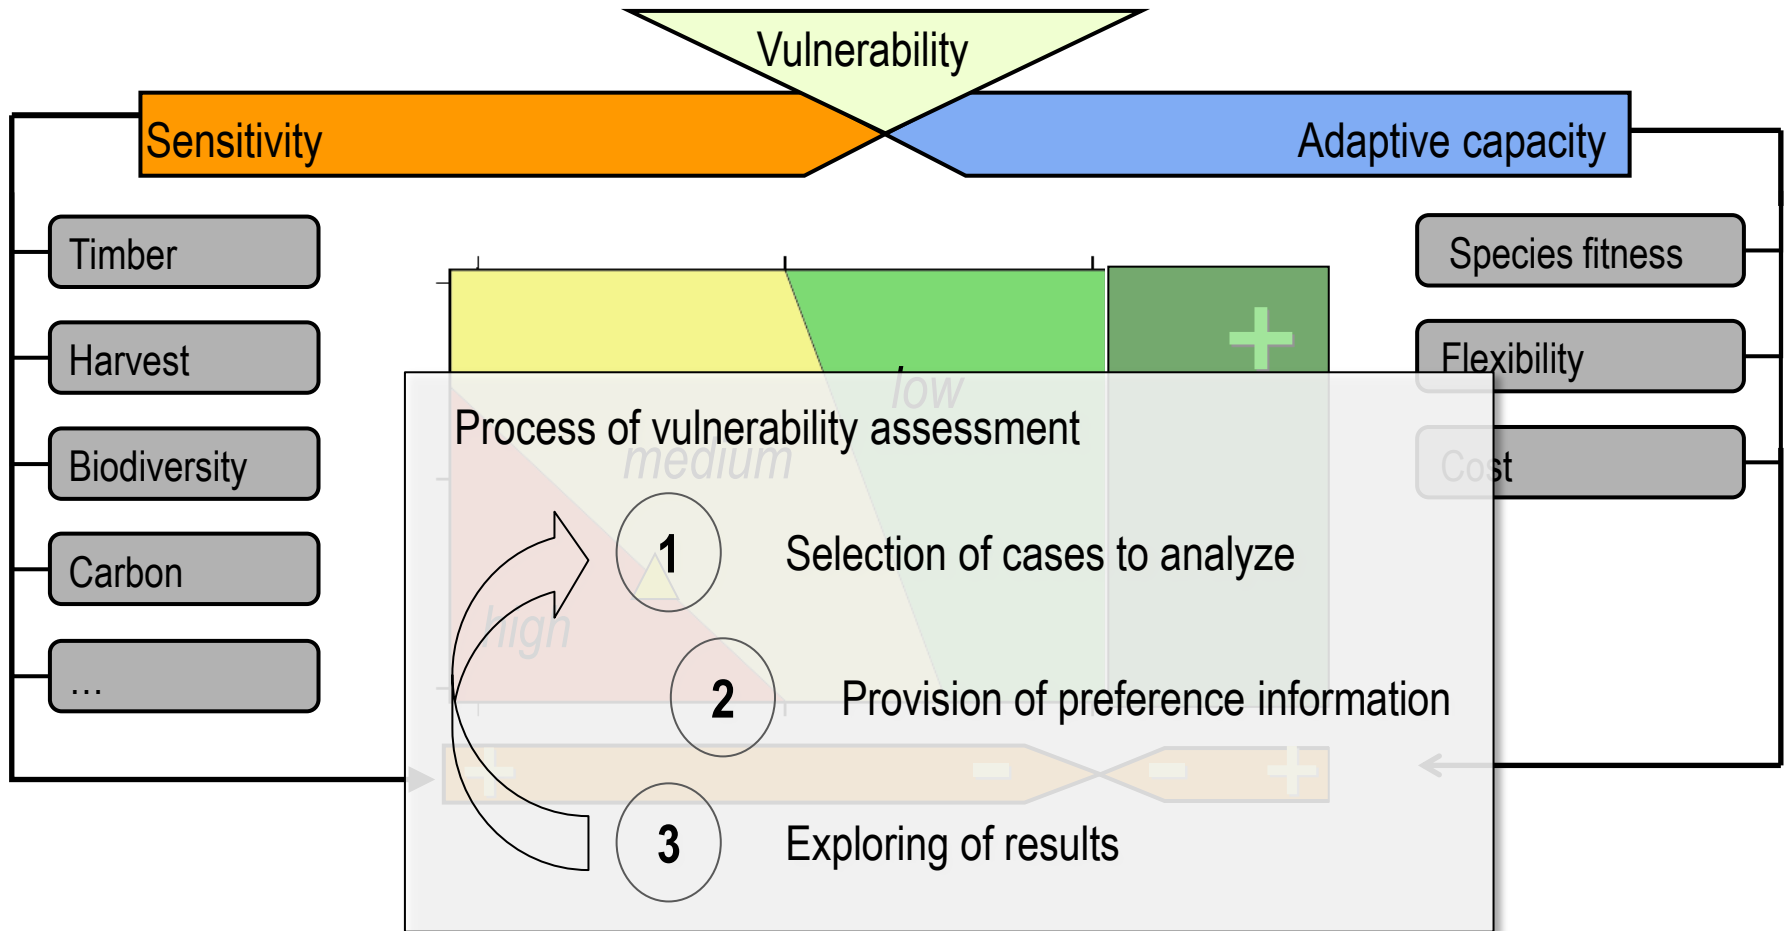 Vulnerability
Sensitivity
Adaptive capacity
Timber
Harvest
Biodiversity
Carbon
…
Species fitness
Flexibility
Cost
+
low
medium
high
Process of vulnerability assessment
1 Selection of cases to analyze
2 Provision of preference information
3 Exploring of results
+ - - +